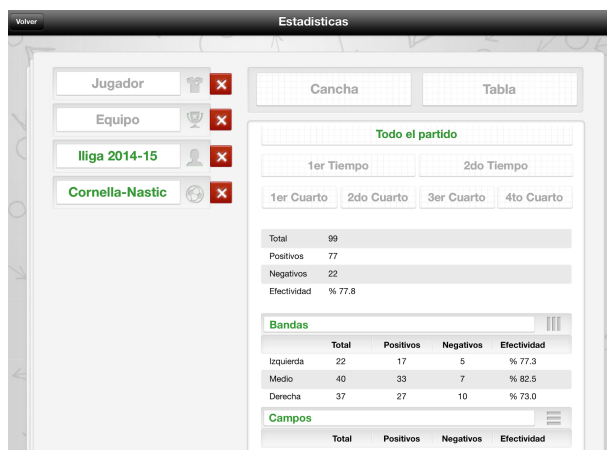 Volver
Estadisticas
Jugador
Equipo
lliga 2014-15
Cornella-Nastic
Cancha Tabla
Todo el partido
1er Tiempo 2do Tiempo
1er Cuarto 2do Cuarto 3er Cuarto 4to Cuarto
Total 99
Positivos 77
Negativos 22
Efectividad % 77.8
Bandas
Total Positivos Negativos Efectividad
Izquierda 22 17 5 % 77.3
Medio 40 33 7 % 82.5
Derecha 37 27 10 % 73.0
Campos
Total Positivos Negativos Efectividad